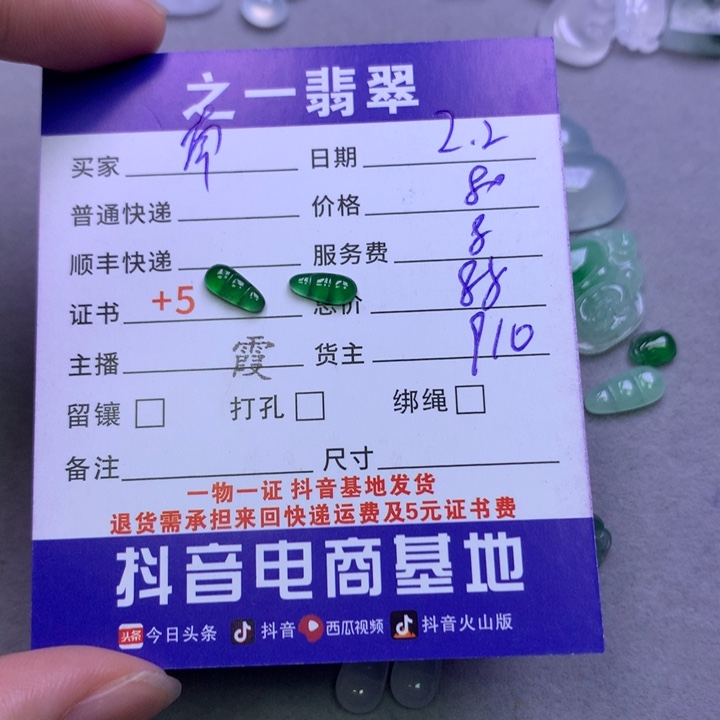 之一翡翠
买家 日期 2.2
普通快递 价格
顺丰快递 服务费
证书 +5 总价
主播 霞 货主 910
留镶 打孔 绑绳
备注 尺寸
一物一证 抖音基地发货
退货需承担来回快递运费及5元证书费
抖音电商基地
头条 今日头条 抖音 西瓜视频 抖音火山版